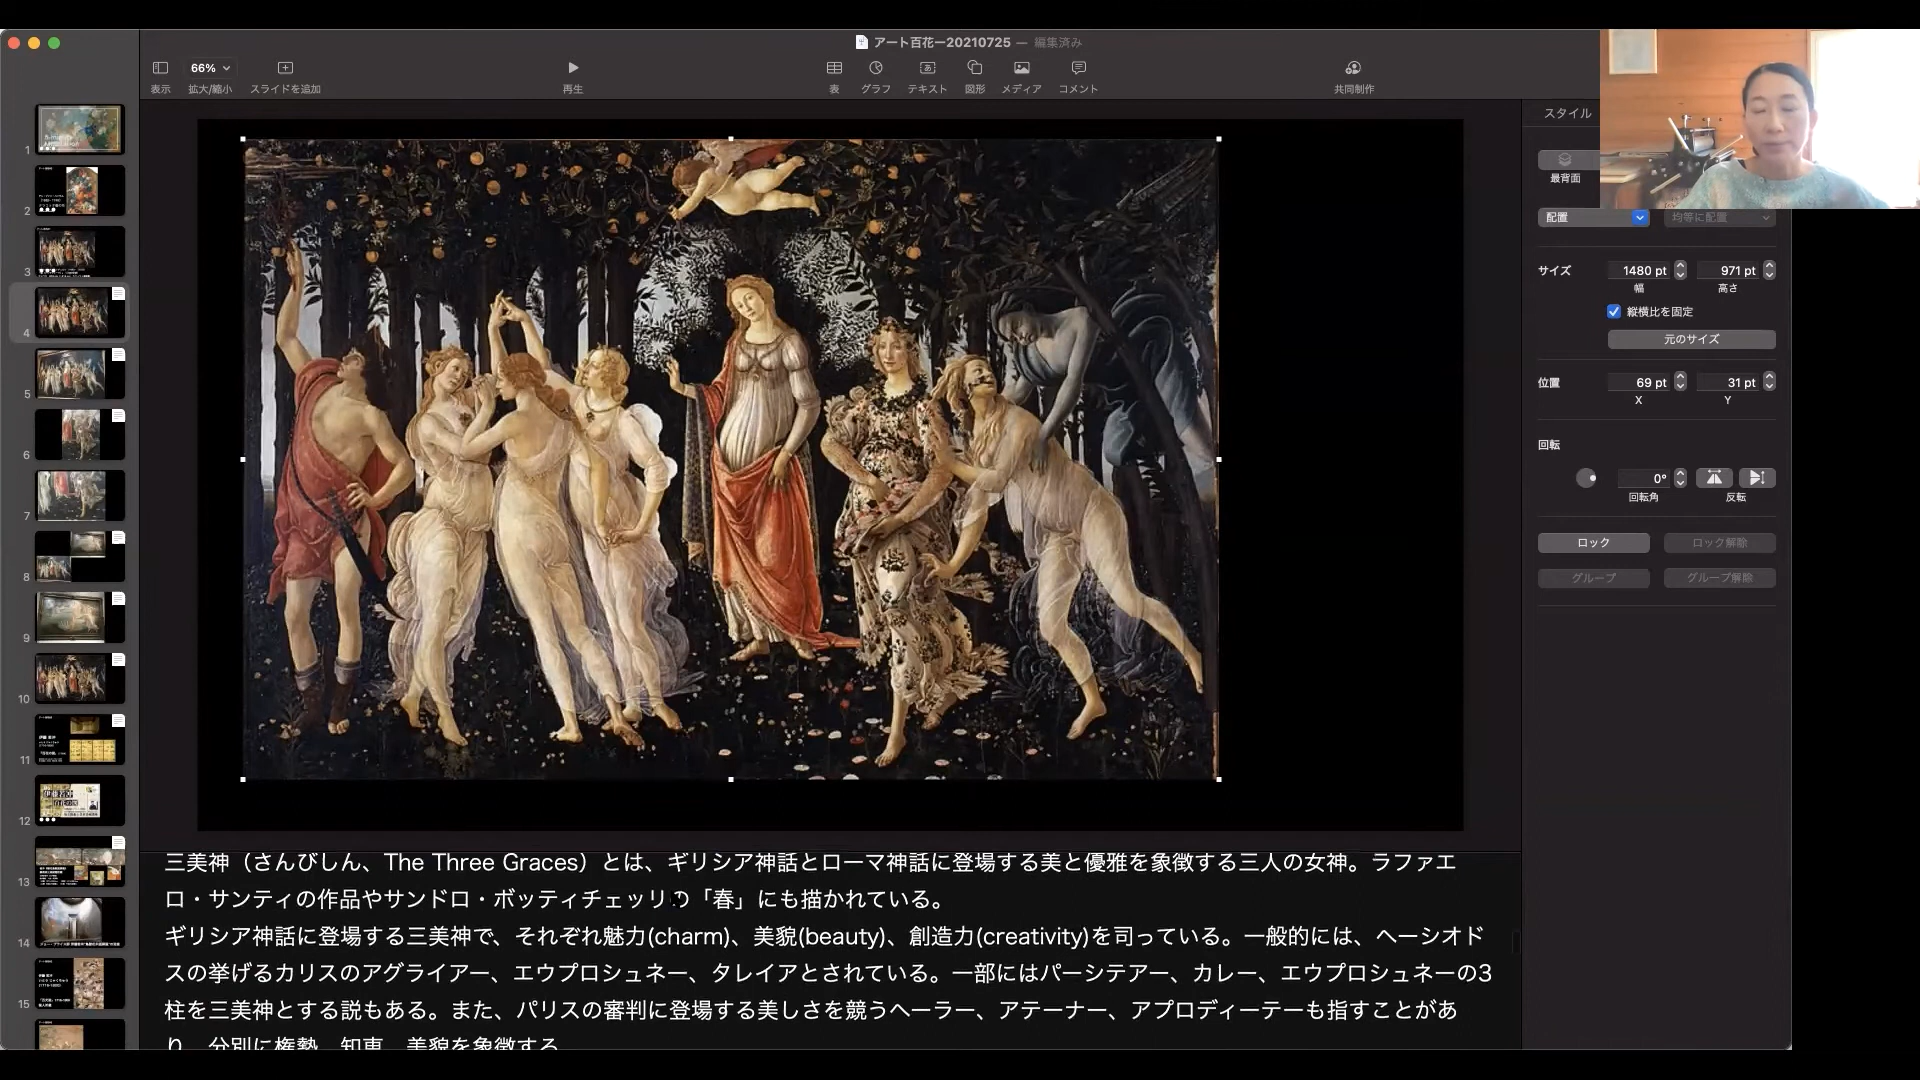 アート百花ー20210725 — 編集済み
66%
表示
拡大/縮小
スライドを追加
再生
表
グラフ
テキスト
図形
メディア
コメント
共同制作
スタイル
最背面
配置
均等に配置
サイズ
1480 pt
971 pt
幅
高さ
縦横比を固定
元のサイズ
位置
69 pt
31 pt
X
Y
回転
0°
回転角
反転
ロック
ロック解除
グループ
グループ解除
1
2
3
4
5
6
7
8
9
10
11
12
13
14
15
三美神（さんびしん、The Three Graces）とは、ギリシア神話とローマ神話に登場する美と優雅を象徴する三人の女神。ラファエ
ロ・サンティの作品やサンドロ・ボッティチェッリの「春」にも描かれている。
ギリシア神話に登場する三美神で、それぞれ魅力(charm)、美貌(beauty)、創造力(creativity)を司っている。一般的には、ヘーシオド
スの挙げるカリスのアグライアー、エウプロシュネー、タレイアとされている。一部にはパーシテアー、カレー、エウプロシュネーの3
柱を三美神とする説もある。また、パリスの審判に登場する美しさを競うヘーラー、アテーナー、アプロディーテーも指すことがあ
り、分別に権勢、知恵、美貌を象徴する